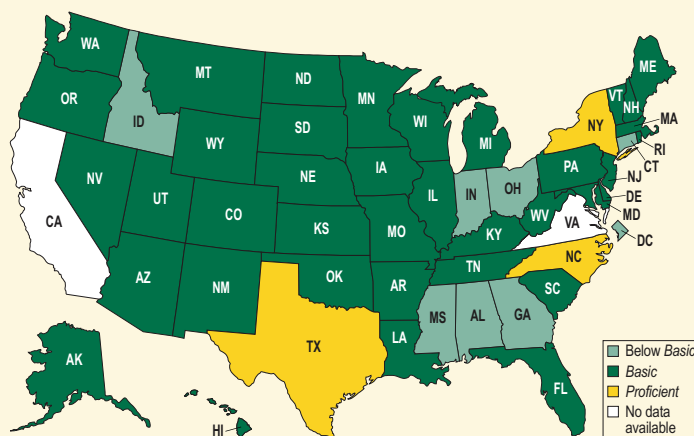 WA
MT
ND
MN
ME
VT
NH
OR
ID
SD
WI
MI
NY
MA
RI
CT
WY
IA
PA
NJ
NV
NE
IL
IN
OH
DE
MD
UT
CO
WV
VA
DC
CA
KS
MO
KY
AZ
NM
OK
AR
TN
NC
SC
MS
AL
GA
TX
LA
AK
FL
HI
Below Basic
Basic
Proficient
No data
available